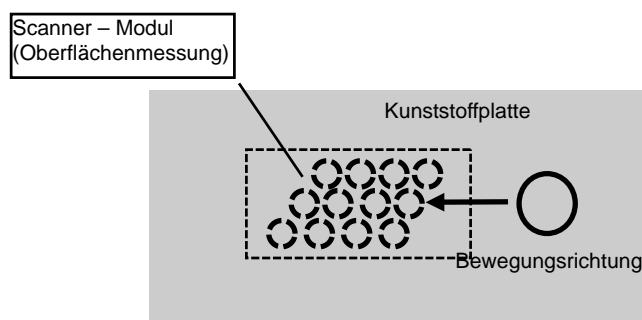 Scanner – Modul
(Oberflächenmessung)
Kunststoffplatte
Bewegungsrichtung